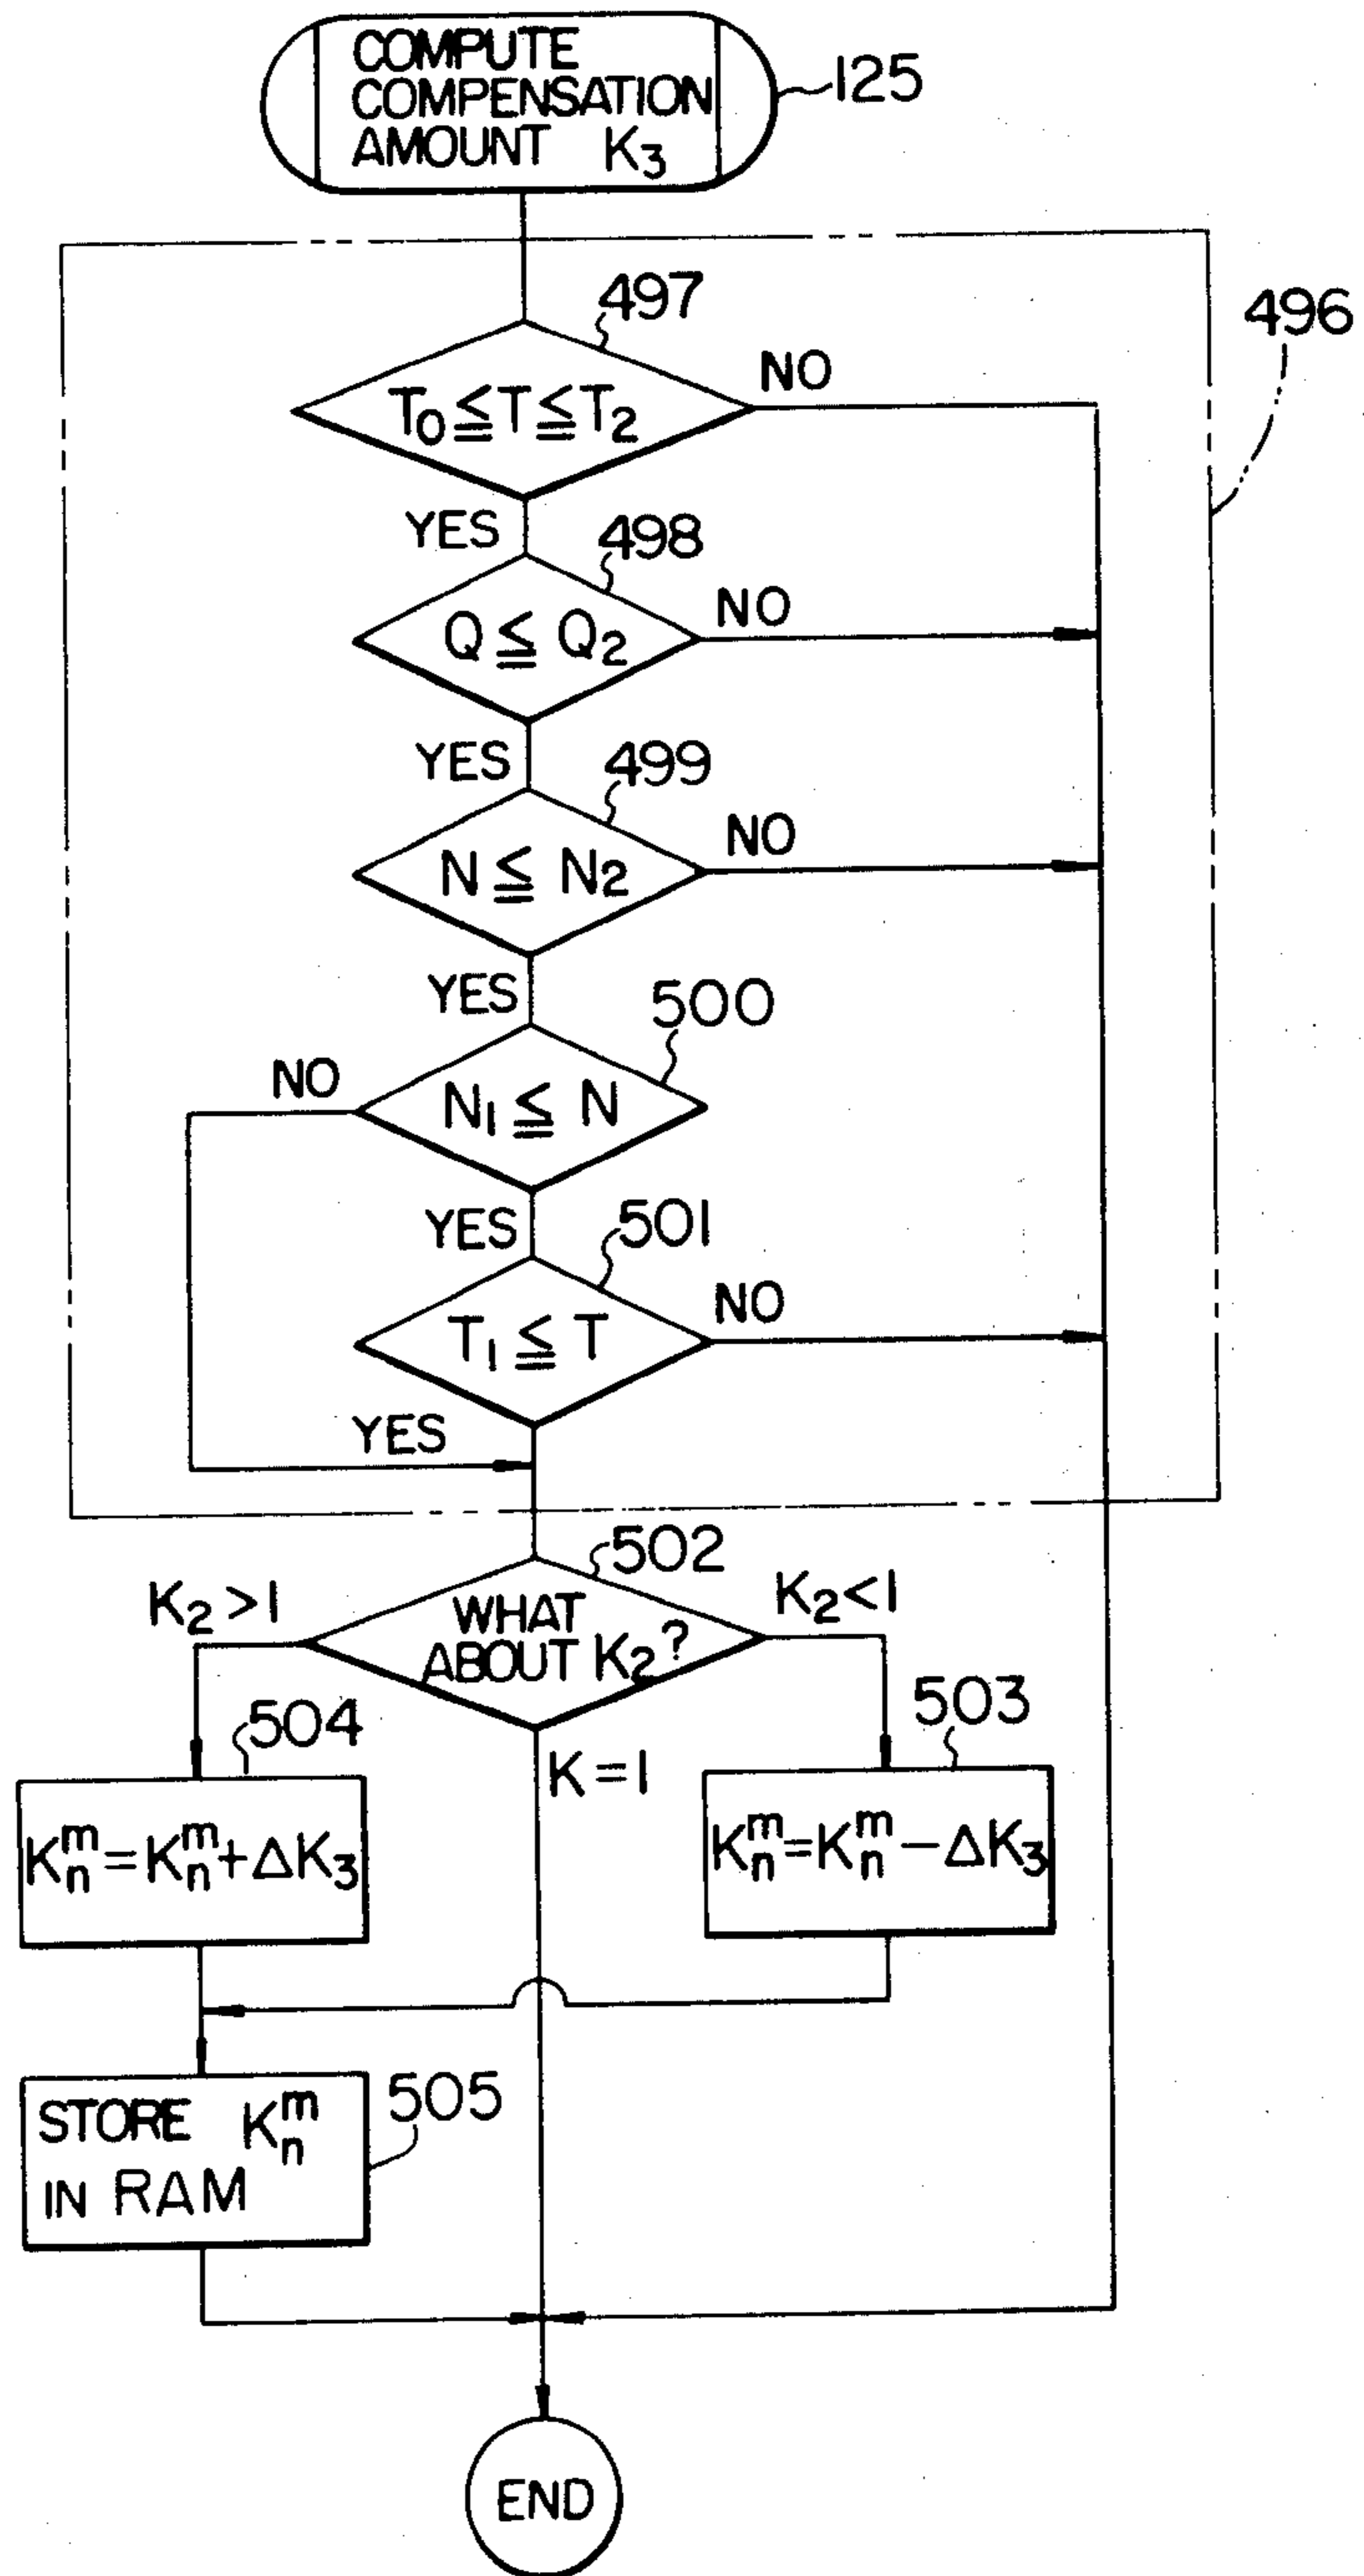 COMPUTE
COMPENSATION
AMOUNT K₃
125
496
497
T₀ ≦ T ≦ T₂
NO
YES
498
Q ≦ Q₂
NO
YES
499
N ≦ N₂
NO
YES
500
N₁ ≦ N
NO
YES
501
T₁ ≦ T
NO
YES
502
K₂ > 1
WHAT
ABOUT K₂?
K₂ < 1
K = 1
504
Kₙᵐ = Kₙᵐ + ΔK₃
503
Kₙᵐ = Kₙᵐ − ΔK₃
505
STORE Kₙᵐ
IN RAM
END